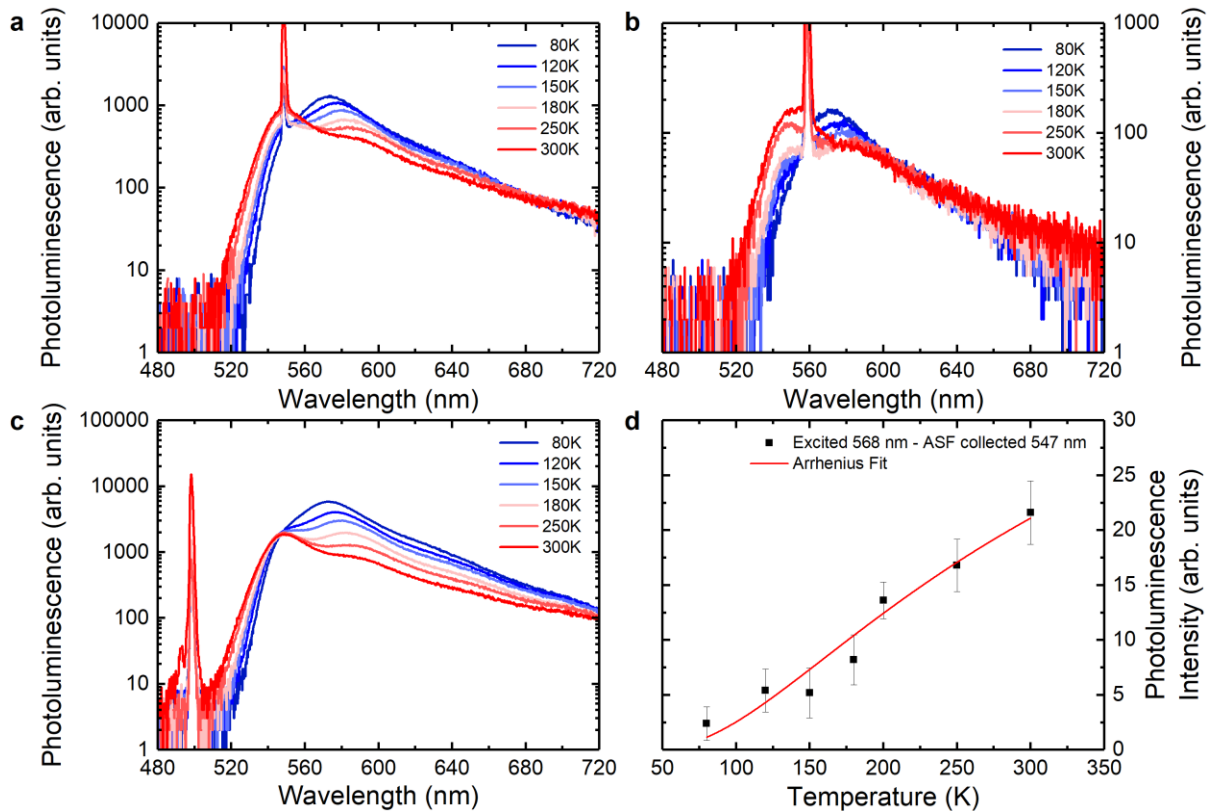 a
Photoluminescence (arb. units)
10000
1000
100
10
1
80K
120K
150K
180K
250K
300K
480 520 560 600 640 680 720
Wavelength (nm)
b
80K
120K
150K
180K
250K
300K
1000
100
10
1
Photoluminescence (arb. units)
480 520 560 600 640 680 720
Wavelength (nm)
c
Photoluminescence (arb. units)
100000
10000
1000
100
10
1
80K
120K
150K
180K
250K
300K
480 520 560 600 640 680 720
Wavelength (nm)
d
Excited 568 nm - ASF collected 547 nm
Arrhenius Fit
30
25
20
15
10
5
0
Photoluminescence
Intensity (arb. units)
50 100 150 200 250 300 350
Temperature (K)